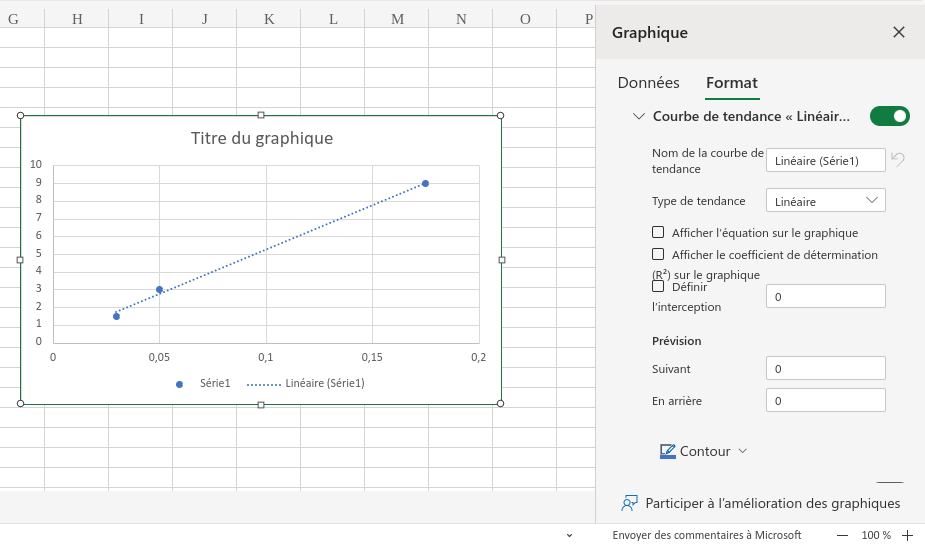 G H I J K L M N O P
Graphique
Données Format
Courbe de tendance « Linéair...
Nom de la courbe de
tendance
Linéaire (Série1)
Type de tendance Linéaire
Afficher l'équation sur le graphique
Afficher le coefficient de détermination
(R²) sur le graphique
Définir
l'interception
0
Prévision
Suivant 0
En arrière 0
Contour
Participer à l'amélioration des graphiques
Titre du graphique
10
9
8
7
6
5
4
3
2
1
0
0 0,05 0,1 0,15 0,2
Série1 Linéaire (Série1)
Envoyer des commentaires à Microsoft — 100 % +